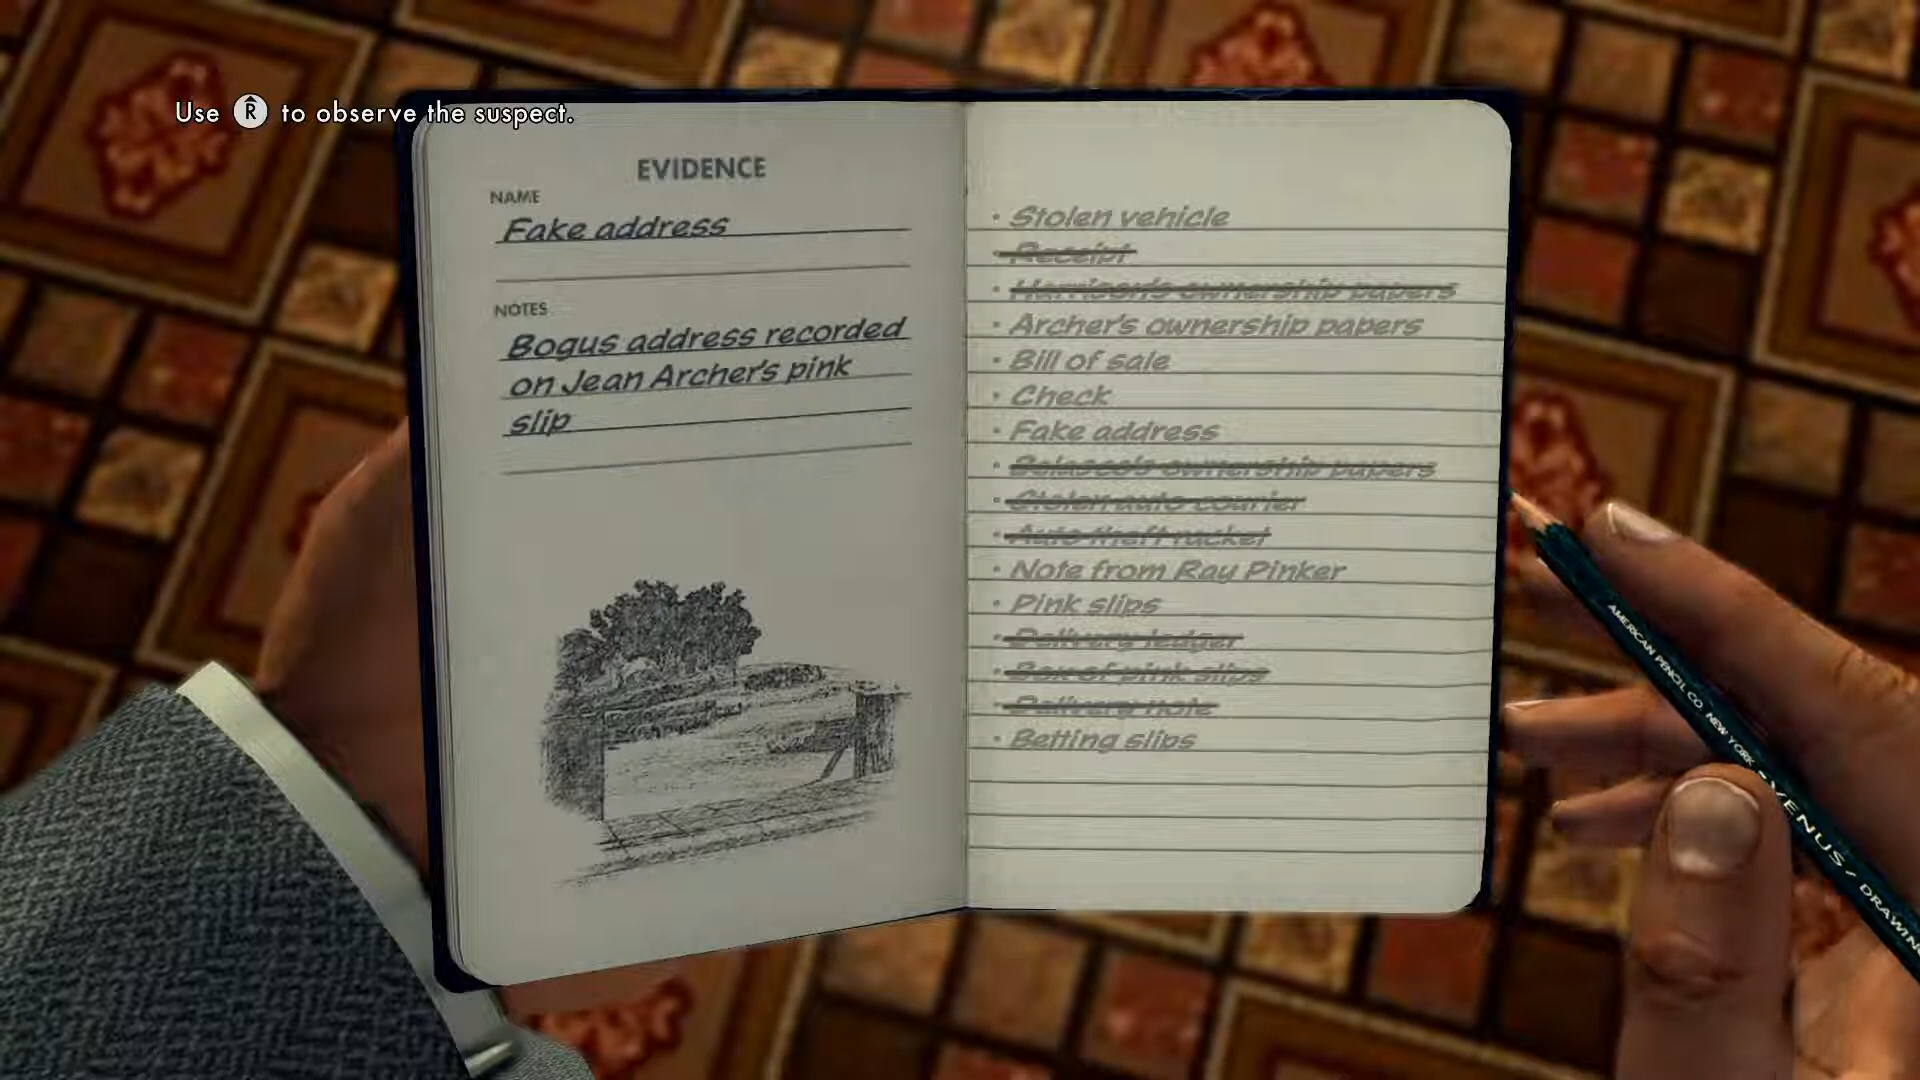 Use R to observe the suspect.
EVIDENCE
NAME
Fake address
NOTES
Bogus address recorded
on Jean Archer's pink
slip
• Stolen vehicle
• Receipt
• Harrison's ownership papers
• Archer's ownership papers
• Bill of sale
• Check
• Fake address
• Belasco's ownership papers
• Stolen auto courier
• Auto theft racket
• Note from Ray Pinker
• Pink slips
• Delivery ledger
• Box of pink slips
• Delivery note
• Betting slips
AMERICAN PENCIL CO. NEW YORK VENUS / DRAWIN